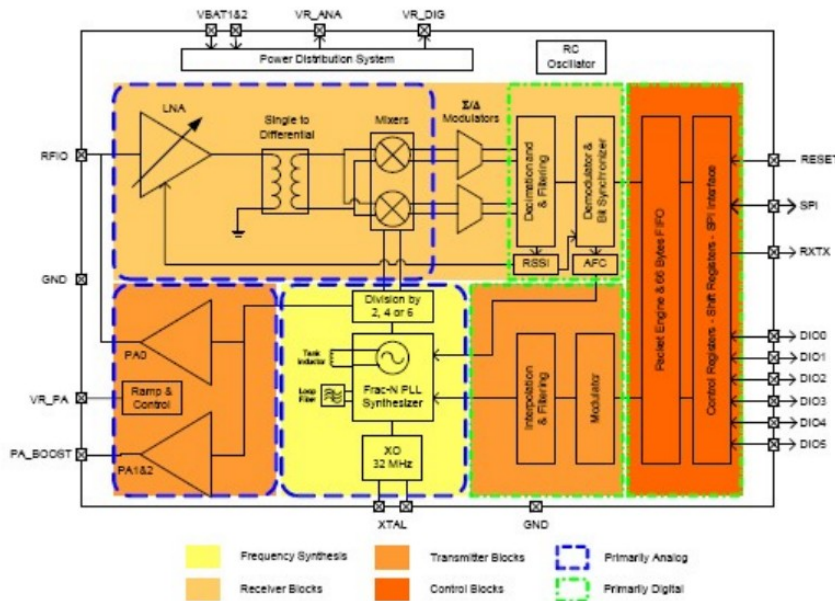 VBAT1&2
VR_ANA
VR_DIG
Power Distribution System
RC
Oscillator
LNA
Single to
Differential
Mixers
Σ/Δ
Modulators
RFIO
Decimation and
& Filtering
Demodulator &
Bit Synchronizer
RSSI
AFC
Packet Engine & 66 Bytes FIFO
Control Registers - Shift Registers - SPI Interface
RESET
SPI
RXTX
GND
Division by
2, 4 or 6
PA0
Tank
Inductor
Frac-N PLL
Synthesizer
Loop
Filter
Interpolation
& Filtering
Modulator
DIO0
DIO1
DIO2
DIO3
DIO4
DIO5
VR_PA
Ramp &
Control
PA_BOOST
PA1&2
XO
32 MHz
XTAL
GND
Frequency Synthesis
Transmitter Blocks
Primarily Analog
Receiver Blocks
Control Blocks
Primarily Digital